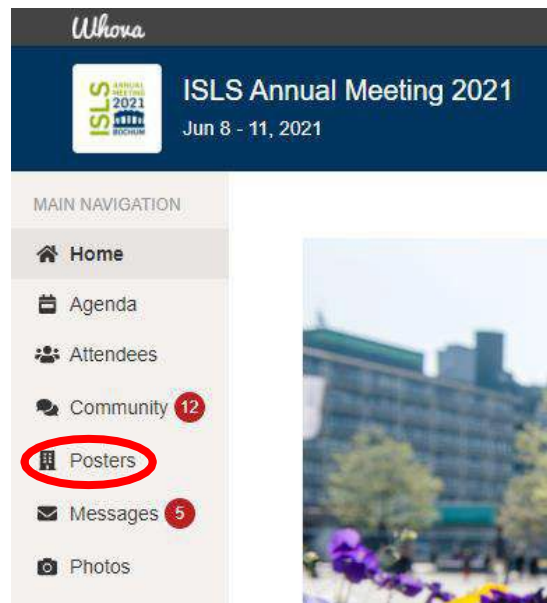 Whova
ISLS
ANNUAL
MEETING
2021
BOCHUM
ISLS Annual Meeting 2021
Jun 8 - 11, 2021
MAIN NAVIGATION
Home
Agenda
Attendees
Community 12
Posters
Messages 5
Photos